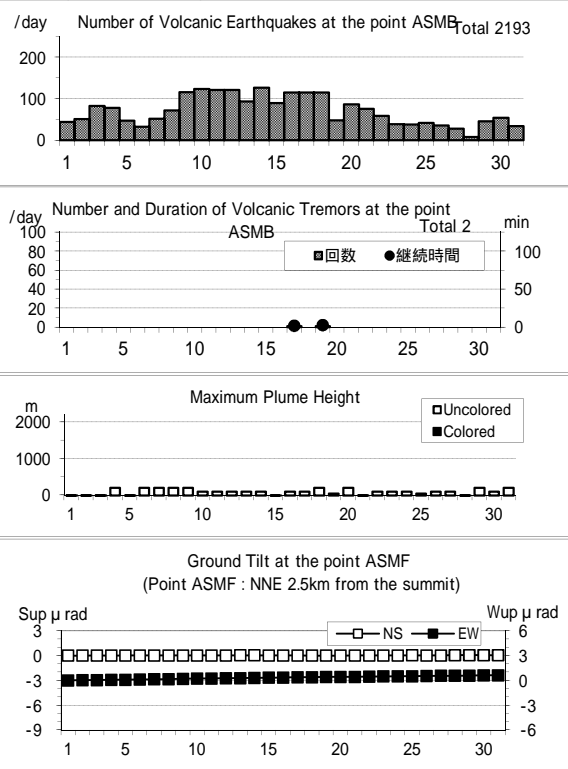 /day Number of Volcanic Earthquakes at the point ASMB Total 2193
200
100
0
1 5 10 15 20 25 30
/day Number and Duration of Volcanic Tremors at the point ASMB Total 2 min
100
80
60
40
20
0
回数 継続時間
100
50
0
1 5 10 15 20 25 30
Maximum Plume Height
m
2000
1000
0
Uncolored
Colored
1 5 10 15 20 25 30
Ground Tilt at the point ASMF
(Point ASMF : NNE 2.5km from the summit)
Sup μ rad Wup μ rad
3
0
-3
-6
-9
NS EW
6
3
0
-3
-6
1 5 10 15 20 25 30